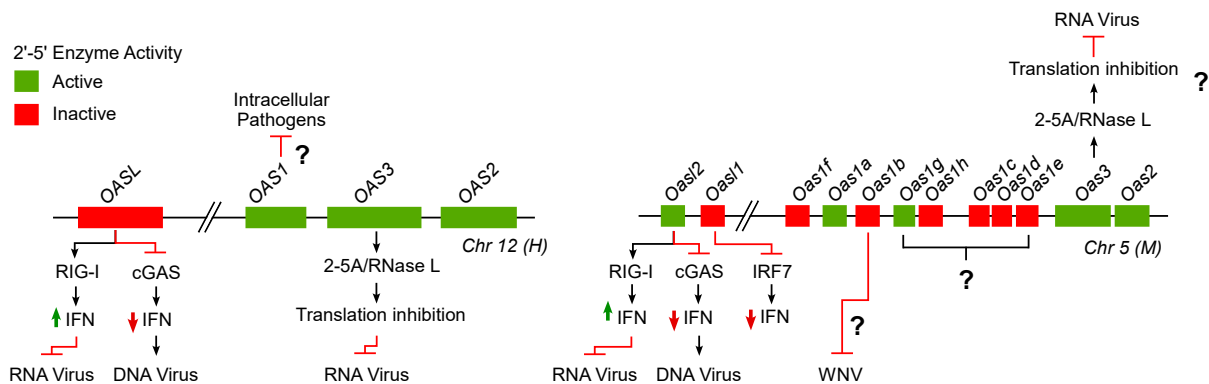 RNA Virus
2'-5' Enzyme Activity
Active
Inactive
Translation inhibition
?
Intracellular
Pathogens
?
2-5A/RNase L
OASL
OAS1
OAS3
OAS2
Oasl2
Oasl1
Oas1f
Oas1a
Oas1b
Oas1g
Oas1h
Oas1c
Oas1d
Oas1e
Oas3
Oas2
Chr 12 (H)
Chr 5 (M)
RIG-I
cGAS
2-5A/RNase L
RIG-I
cGAS
IRF7
?
IFN
IFN
Translation inhibition
IFN
IFN
IFN
?
RNA Virus
DNA Virus
RNA Virus
RNA Virus
DNA Virus
WNV